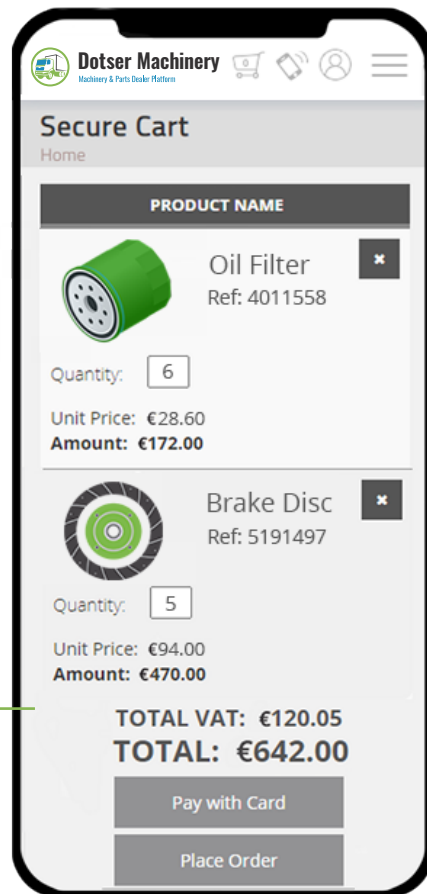 Dotser Machinery
Machinery & Parts Dealer Platform
0
Secure Cart
Home
PRODUCT NAME
Oil Filter
Ref: 4011558
Quantity: 6
Unit Price: €28.60
Amount: €172.00
Brake Disc
Ref: 5191497
Quantity: 5
Unit Price: €94.00
Amount: €470.00
TOTAL VAT: €120.05
TOTAL: €642.00
Pay with Card
Place Order